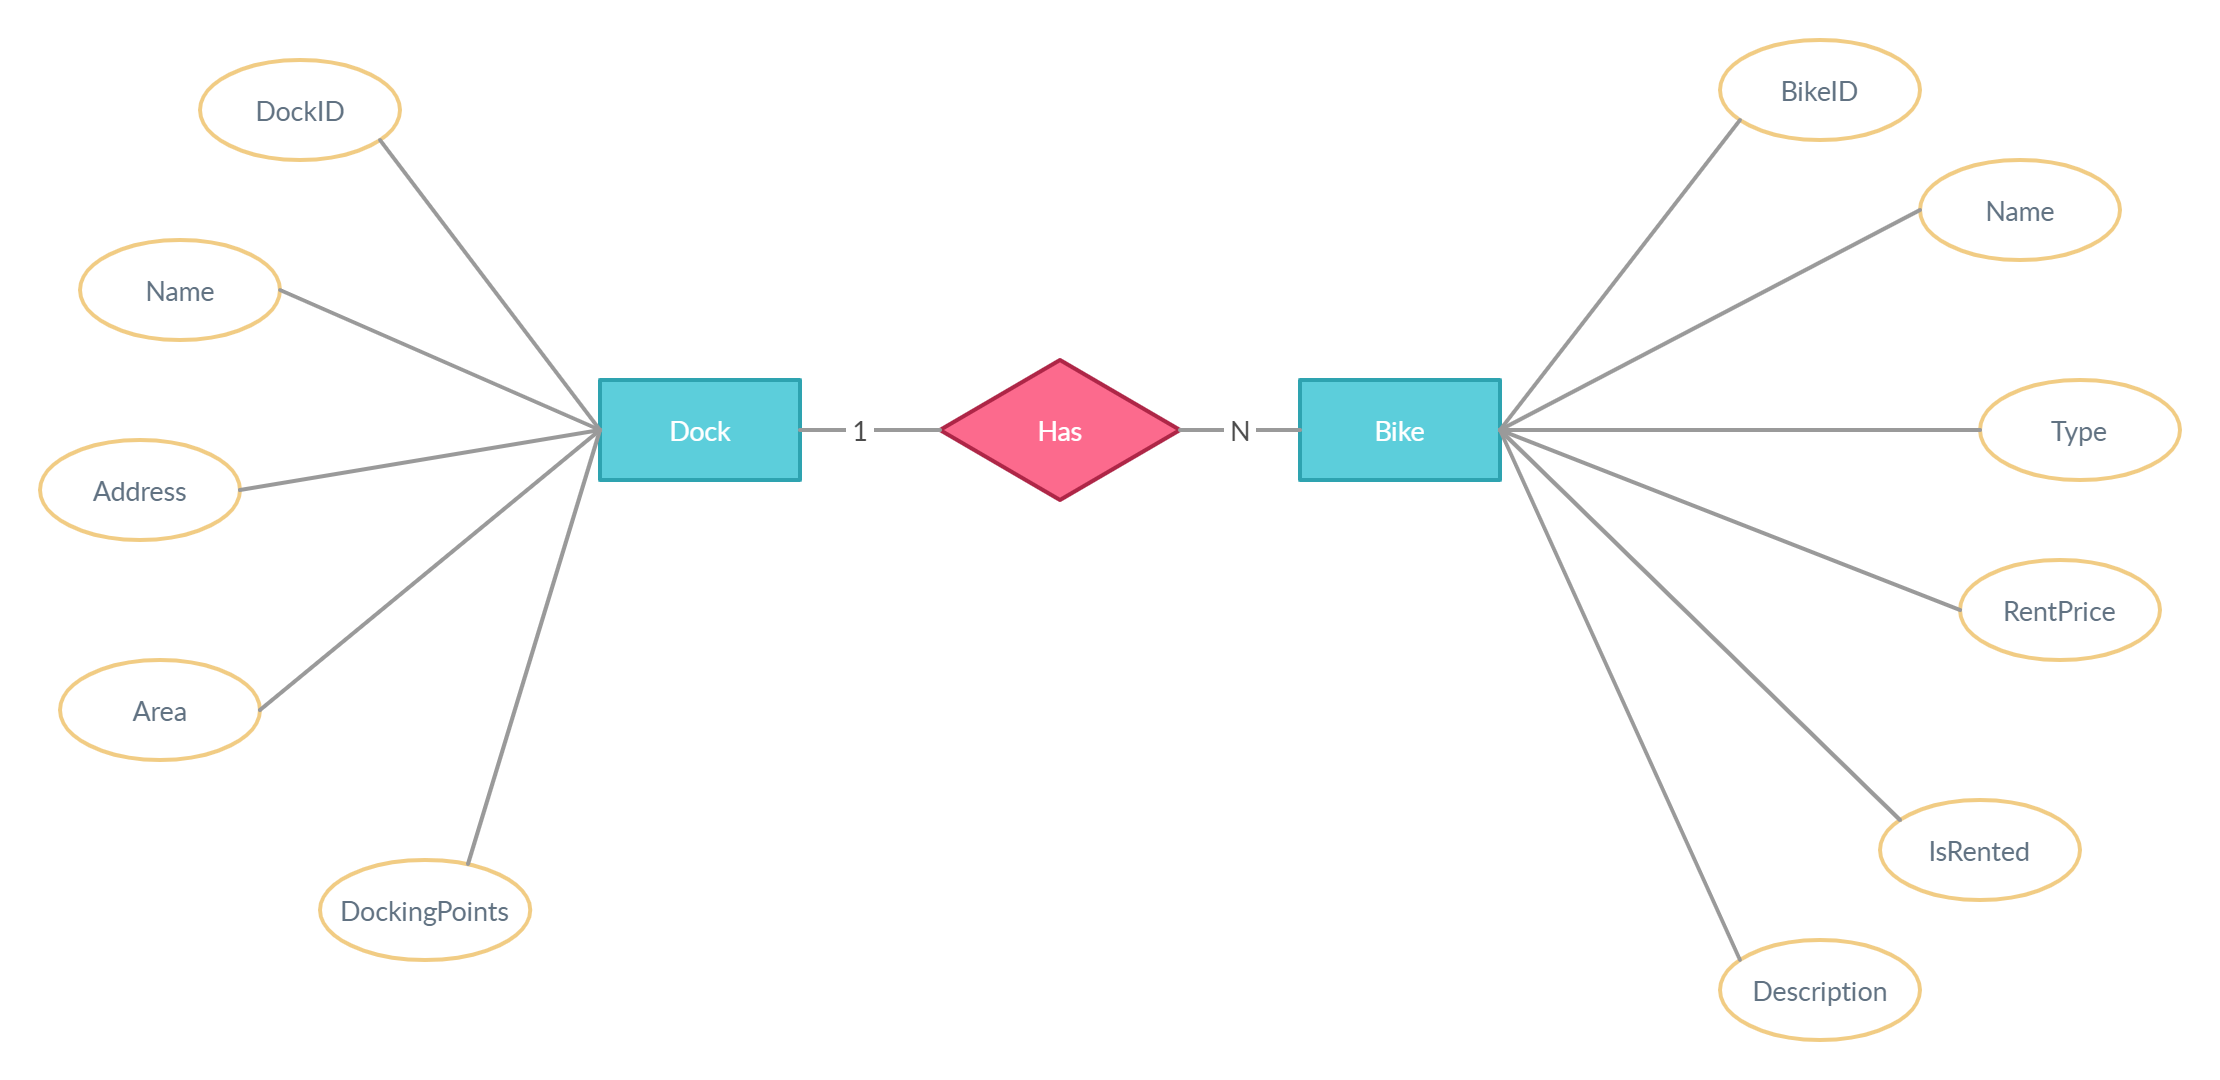 DockID
Name
Address
Area
DockingPoints
Dock
1
Has
N
Bike
BikeID
Name
Type
RentPrice
IsRented
Description